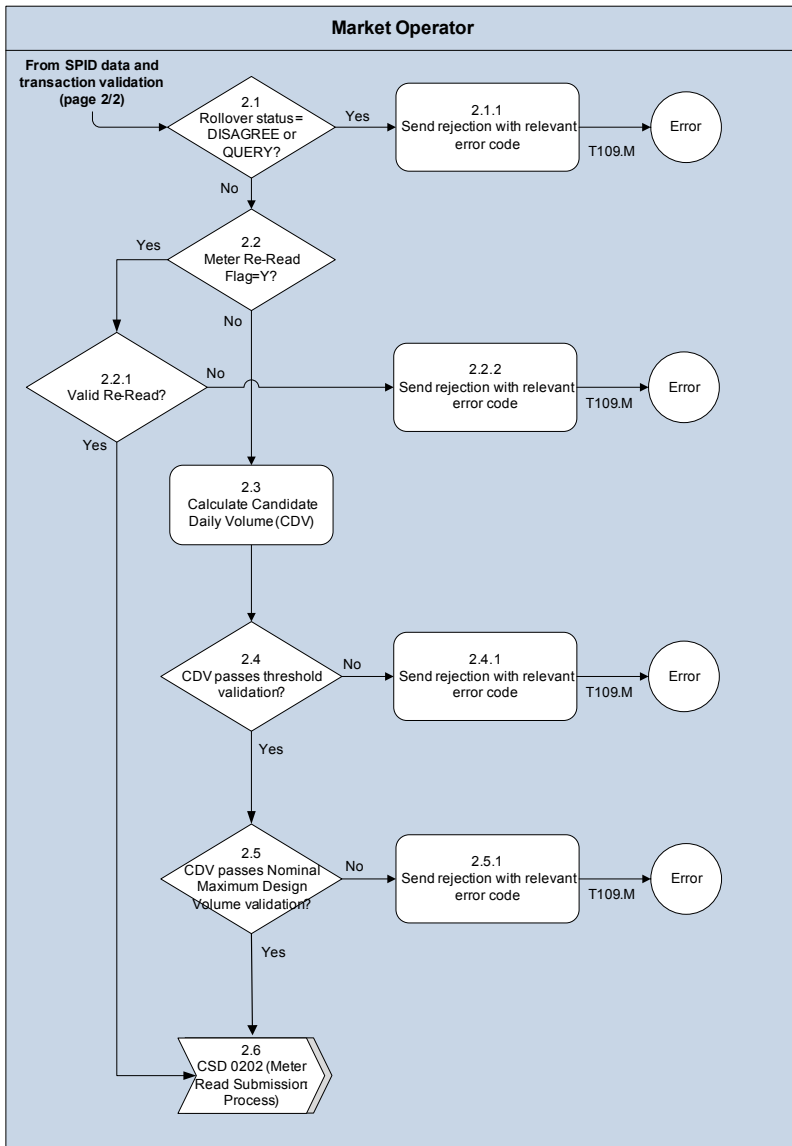 Market Operator
From SPID data and
transaction validation
(page 2/2)
2.1
Rollover status=
DISAGREE or
QUERY?
Yes
2.1.1
Send rejection with relevant
error code
T109.M
Error
No
2.2
Meter Re-Read
Flag=Y?
Yes
No
2.2.1
Valid Re-Read?
No
2.2.2
Send rejection with relevant
error code
T109.M
Error
Yes
2.3
Calculate Candidate
Daily Volume (CDV)
2.4
CDV passes threshold
validation?
No
2.4.1
Send rejection with relevant
error code
T109.M
Error
Yes
2.5
CDV passes Nominal
Maximum Design
Volume validation?
No
2.5.1
Send rejection with relevant
error code
T109.M
Error
Yes
2.6
CSD 0202 (Meter
Read Submission
Process)